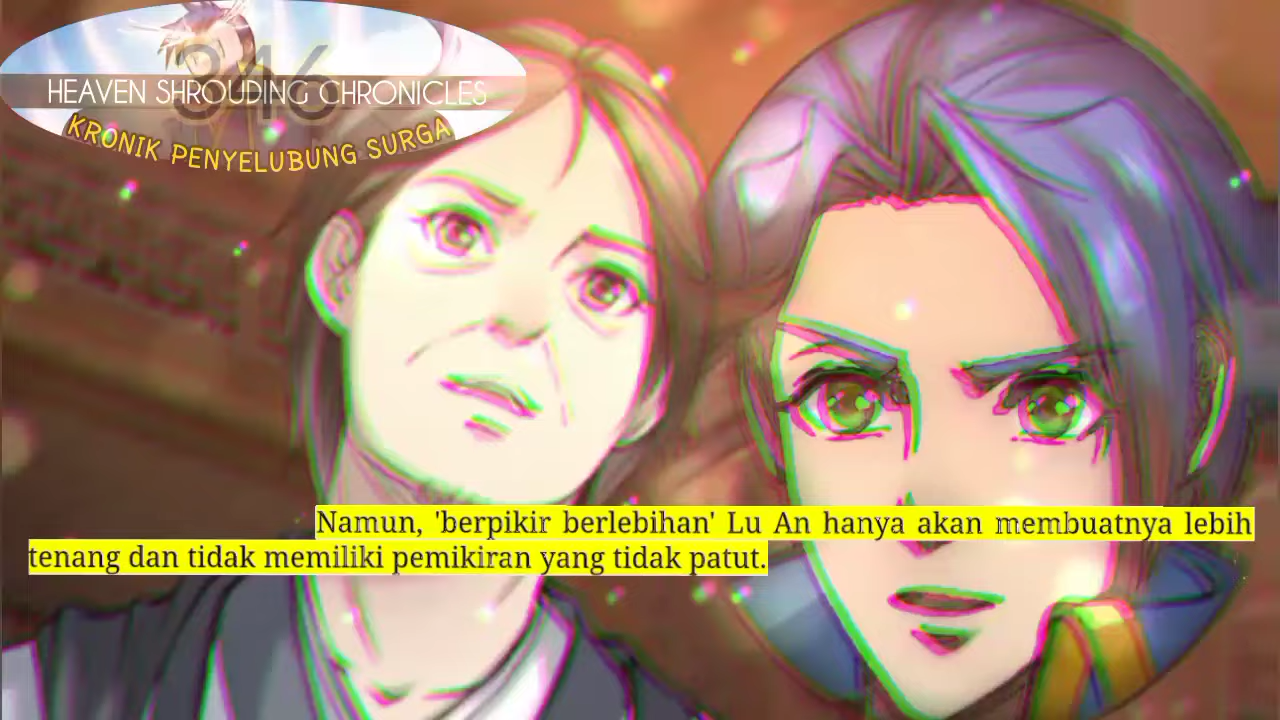 346
HEAVEN SHROUDING CHRONICLES
KRONIK PENYELUBUNG SURGA
Namun, 'berpikir berlebihan' Lu An hanya akan membuatnya lebih
tenang dan tidak memiliki pemikiran yang tidak patut.